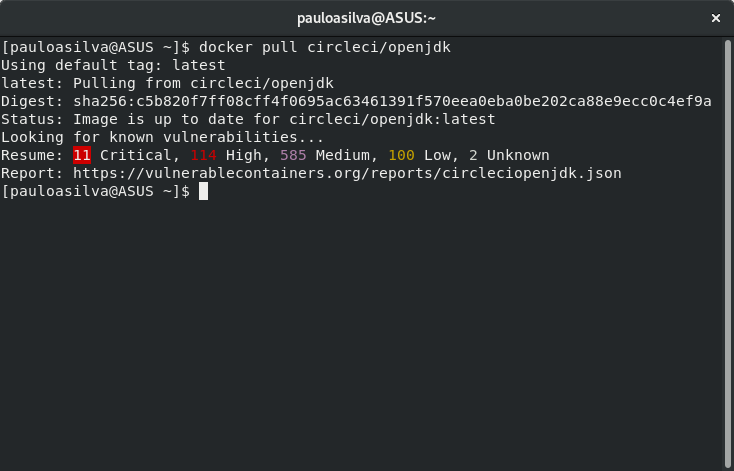 pauloasilva@ASUS:~
[pauloasilva@ASUS ~]$ docker pull circleci/openjdk
Using default tag: latest
latest: Pulling from circleci/openjdk
Digest: sha256:c5b820f7ff08cff4f0695ac63461391f570eea0eba0be202ca88e9ecc0c4ef9a
Status: Image is up to date for circleci/openjdk:latest
Looking for known vulnerabilities...
Resume: 11 Critical, 114 High, 585 Medium, 100 Low, 2 Unknown
Report: https://vulnerablecontainers.org/reports/circleciopenjdk.json
[pauloasilva@ASUS ~]$